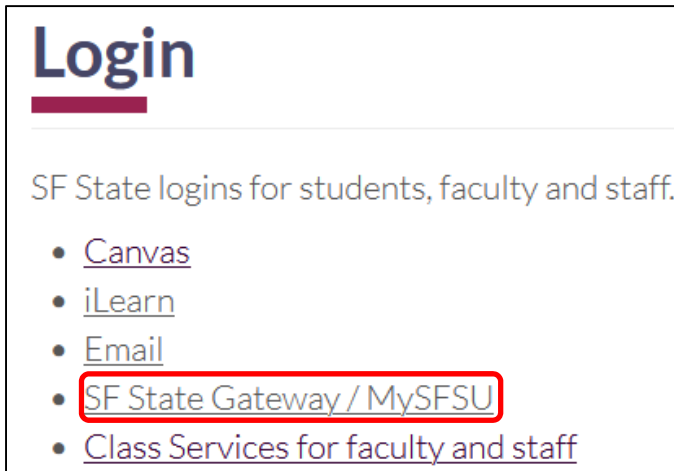 Login
SF State logins for students, faculty and staff.
• Canvas
• iLearn
• Email
• SF State Gateway / MySFSU
• Class Services for faculty and staff